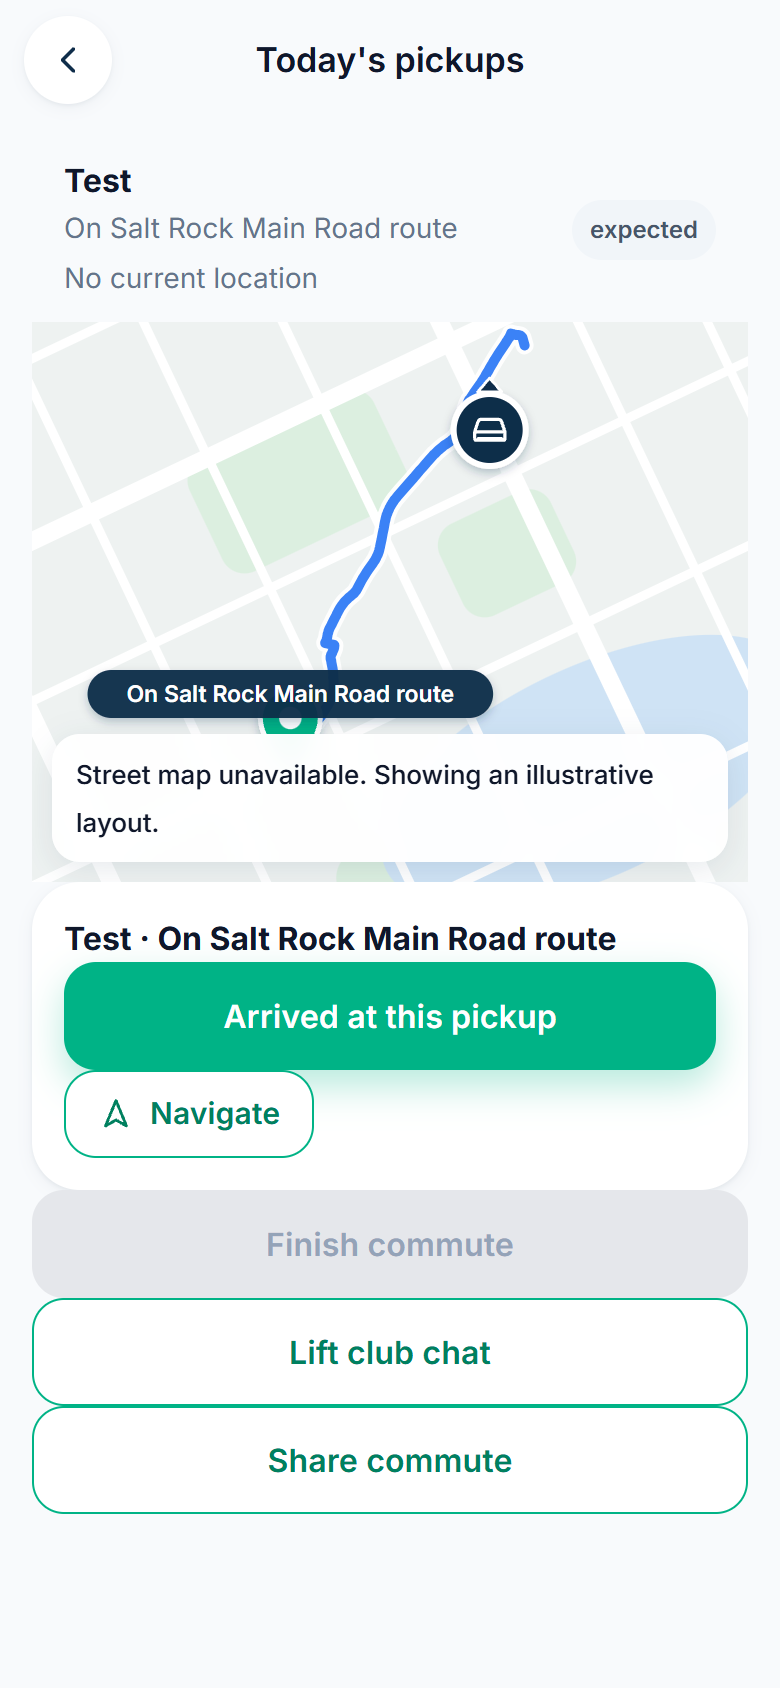 Today's pickups
Test
On Salt Rock Main Road route
expected
No current location
On Salt Rock Main Road route
Street map unavailable. Showing an illustrative
layout.
Test · On Salt Rock Main Road route
Arrived at this pickup
Navigate
Finish commute
Lift club chat
Share commute